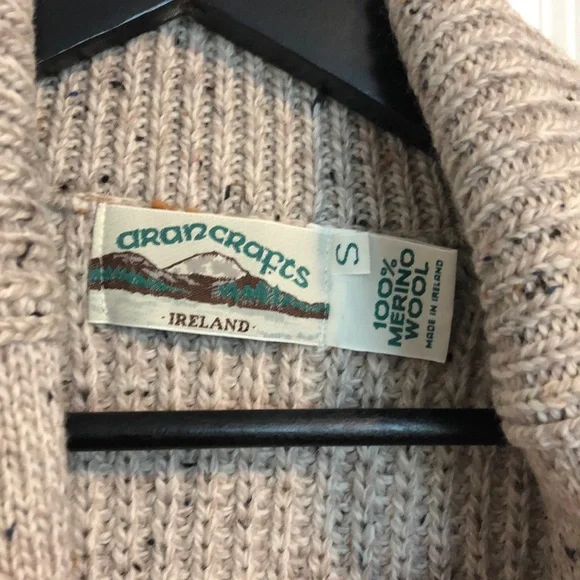 aranCRafts
·IRELAND·
S
100%
MERINO
WOOL
MADE IN IRELAND